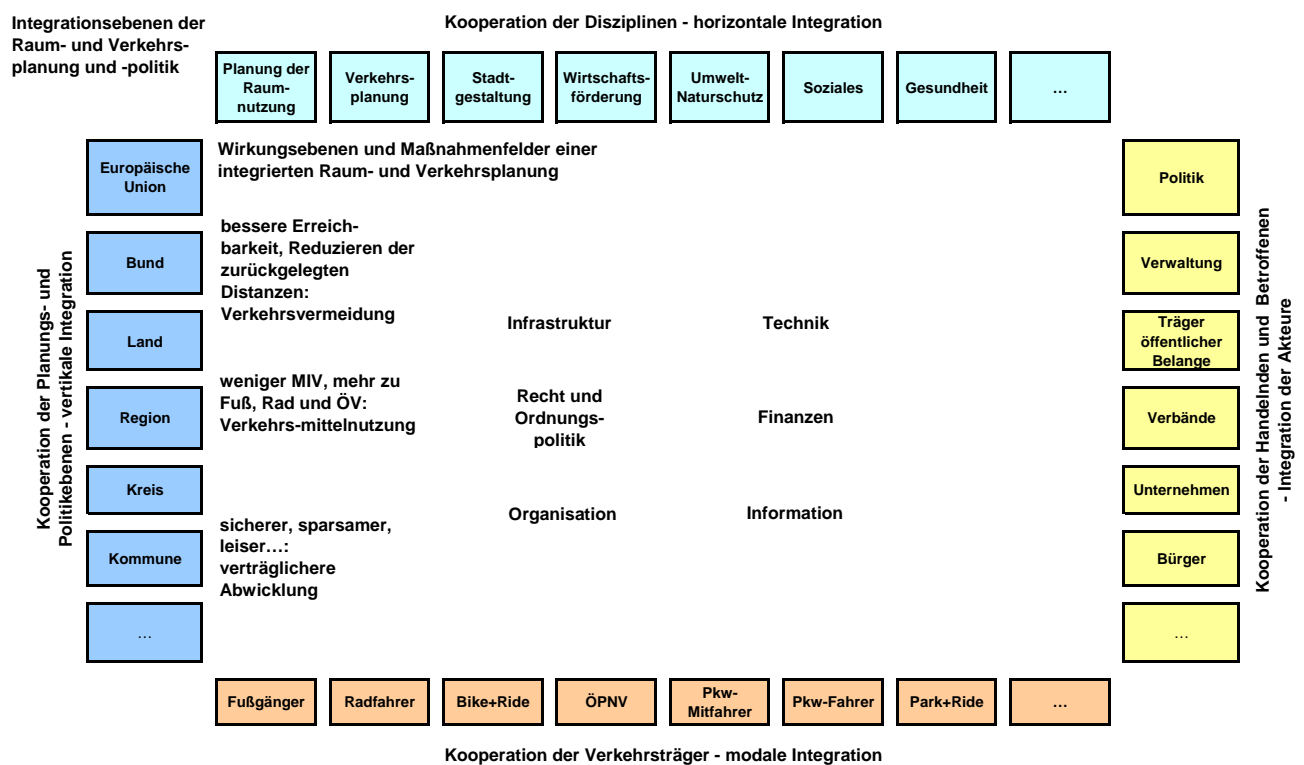 Integrationsebenen der
Raum- und Verkehrs-
planung und -politik
Kooperation der Disziplinen - horizontale Integration
Planung der
Raum-
nutzung
Verkehrs-
planung
Stadt-
gestaltung
Wirtschafts-
förderung
Umwelt-
Naturschutz
Soziales
Gesundheit
...
Kooperation der Planungs- und
Politikebenen - vertikale Integration
Europäische
Union
Bund
Land
Region
Kreis
Kommune
...
Wirkungsebenen und Maßnahmenfelder einer
integrierten Raum- und Verkehrsplanung
bessere Erreich-
barkeit, Reduzieren der
zurückgelegten
Distanzen:
Verkehrsvermeidung
weniger MIV, mehr zu
Fuß, Rad und ÖV:
Verkehrs-mittelnutzung
sicherer, sparsamer,
leiser...:
verträglichere
Abwicklung
Infrastruktur
Technik
Recht und
Ordnungs-
politik
Finanzen
Organisation
Information
Politik
Verwaltung
Träger
öffentlicher
Belange
Verbände
Unternehmen
Bürger
...
Kooperation der Handelnden und Betroffenen
- Integration der Akteure
Fußgänger
Radfahrer
Bike+Ride
ÖPNV
Pkw-
Mitfahrer
Pkw-Fahrer
Park+Ride
...
Kooperation der Verkehrsträger - modale Integration